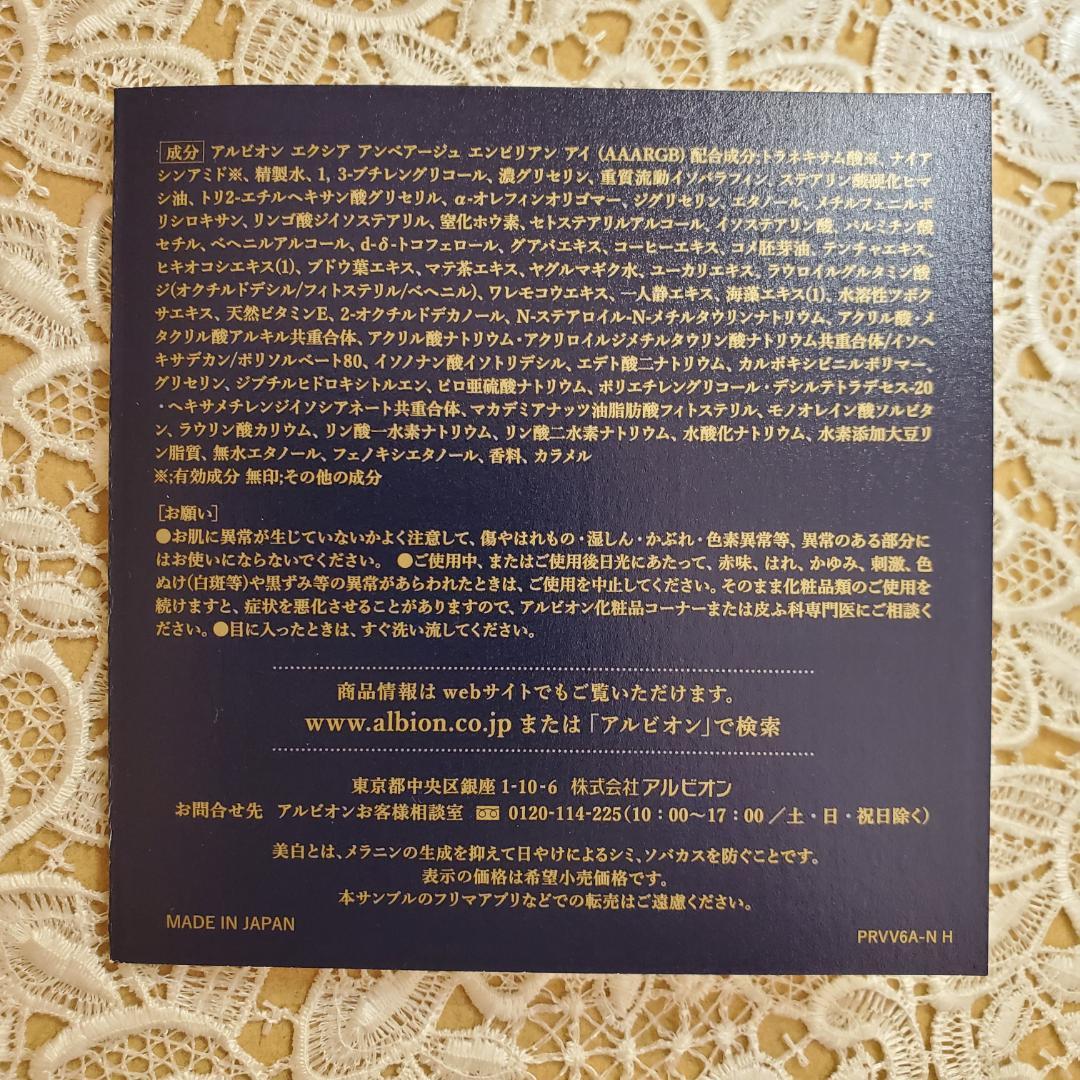 成分 アルビオン エクシア アンベアージュ エンビリアン アイ (AAARGB) 配合成分;トラネキサム酸※、ナイア
シンアミド※、精製水、1, 3-ブチレングリコール、濃グリセリン、重質流動イソパラフィン、ステアリン酸硬化ヒマ
シ油、トリ2-エチルヘキサン酸グリセリル、α-オレフィンオリゴマー、ジグリセリン、エタノール、メチルフェニルポ
リシロキサン、リンゴ酸ジイソステアリル、窒化ホウ素、セトステアリルアルコール、イソステアリン酸、パルミチン酸
セチル、ベヘニルアルコール、d-δ-トコフェロール、グアバエキス、コーヒーエキス、コメ胚芽油、テンチャエキス、
ヒキオコシエキス(1)、ブドウ葉エキス、マテ茶エキス、ヤグルマギク水、ユーカリエキス、ラウロイルグルタミン酸
ジ(オクチルドデシル/フィトステリル/ベヘニル)、ワレモコウエキス、一人静エキス、海藻エキス(1)、水溶性ツボク
サエキス、天然ビタミンE、2-オクチルドデカノール、N-ステアロイル-N-メチルタウリンナトリウム、アクリル酸・メ
タクリル酸アルキル共重合体、アクリル酸ナトリウム・アクリロイルジメチルタウリン酸ナトリウム共重合体/イソヘ
キサデカン/ポリソルベート80、イソノナン酸イソトリデシル、エデト酸二ナトリウム、カルボキシビニルポリマー、
グリセリン、ジブチルヒドロキシトルエン、ピロ亜硫酸ナトリウム、ポリエチレングリコール・デシルテトラデセス-20
・ヘキサメチレンジイソシアネート共重合体、マカデミアナッツ油脂肪酸フィトステリル、モノオレイン酸ソルビタ
ン、ラウリン酸カリウム、リン酸一水素ナトリウム、リン酸二水素ナトリウム、水酸化ナトリウム、水素添加大豆リ
ン脂質、無水エタノール、フェノキシエタノール、香料、カラメル
※;有効成分 無印;その他の成分
［お願い］
●お肌に異常が生じていないかよく注意して、傷やはれもの・湿しん・かぶれ・色素異常等、異常のある部分に
はお使いにならないでください。 ●ご使用中、またはご使用後日光にあたって、赤味、はれ、かゆみ、刺激、色
ぬけ(白斑等)や黒ずみ等の異常があらわれたときは、ご使用を中止してください。そのまま化粧品類のご使用を
続けますと、症状を悪化させることがありますので、アルビオン化粧品コーナーまたは皮ふ科専門医にご相談く
ださい。●目に入ったときは、すぐ洗い流してください。
商品情報は webサイトでもご覧いただけます。
www.albion.co.jp または「アルビオン」で検索
東京都中央区銀座 1-10-6 株式会社アルビオン
お問合せ先 アルビオンお客様相談室 0120-114-225(10：00〜17：00／土・日・祝日除く)
美白とは、メラニンの生成を抑えて日やけによるシミ、ソバカスを防ぐことです。
表示の価格は希望小売価格です。
本サンプルのフリマアプリなどでの転売はご遠慮ください。
MADE IN JAPAN
PRVV6A-N H